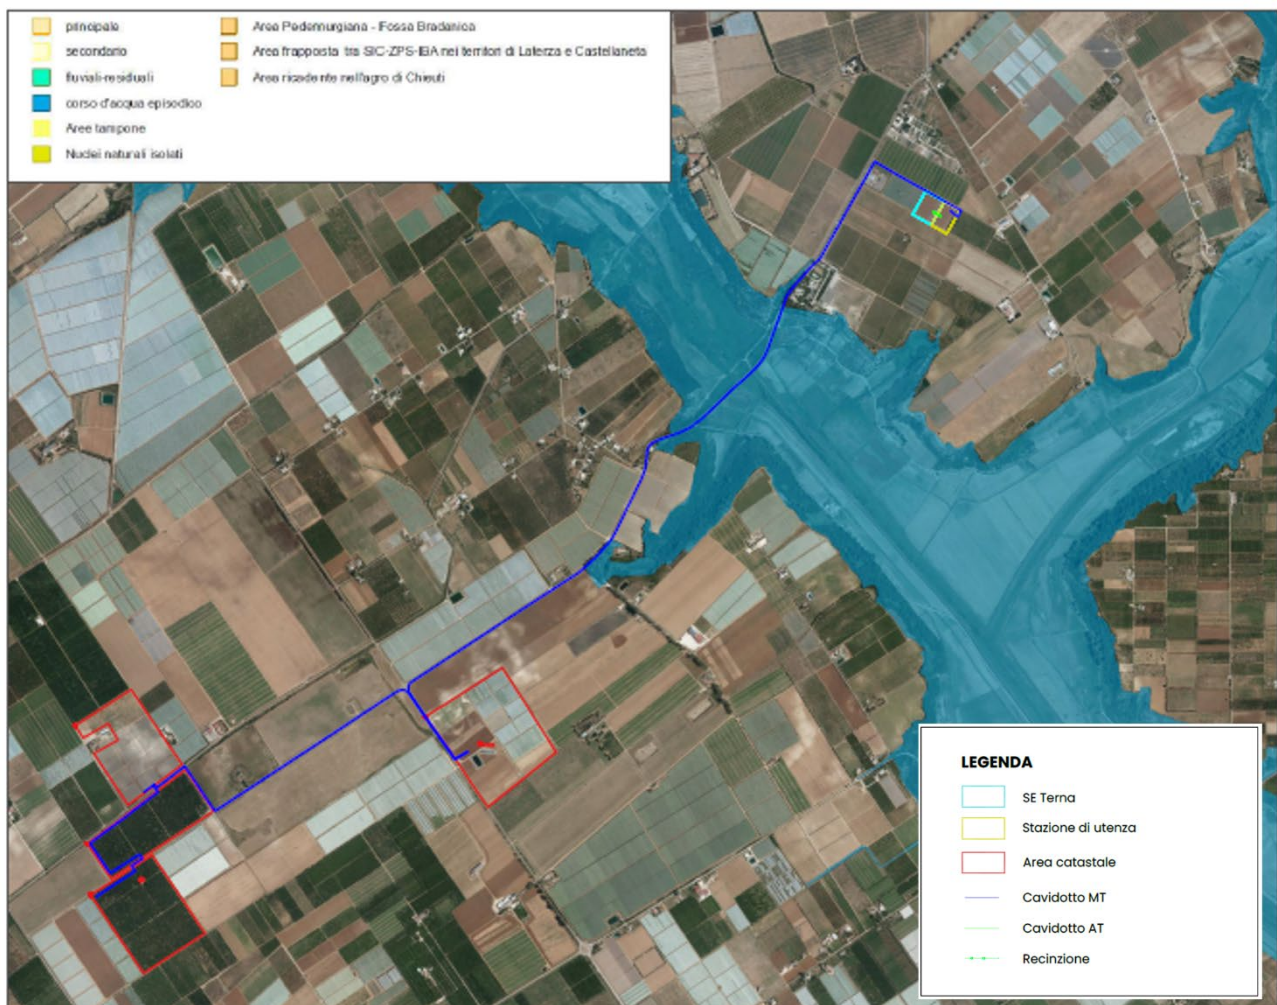 principale
secondario
fluviali-residuali
corso d'acqua episodico
Aree tampone
Nuclei naturali isolati
Area Pedemurgiana - Fossa Bradanica
Area frapposta tra SIC-ZPS-IBA nei territori di Laterza e Castellaneta
Area ricadente nell'agro di Chieuti
LEGENDA
SE Terna
Stazione di utenza
Area catastale
Cavidotto MT
Cavidotto AT
Recinzione